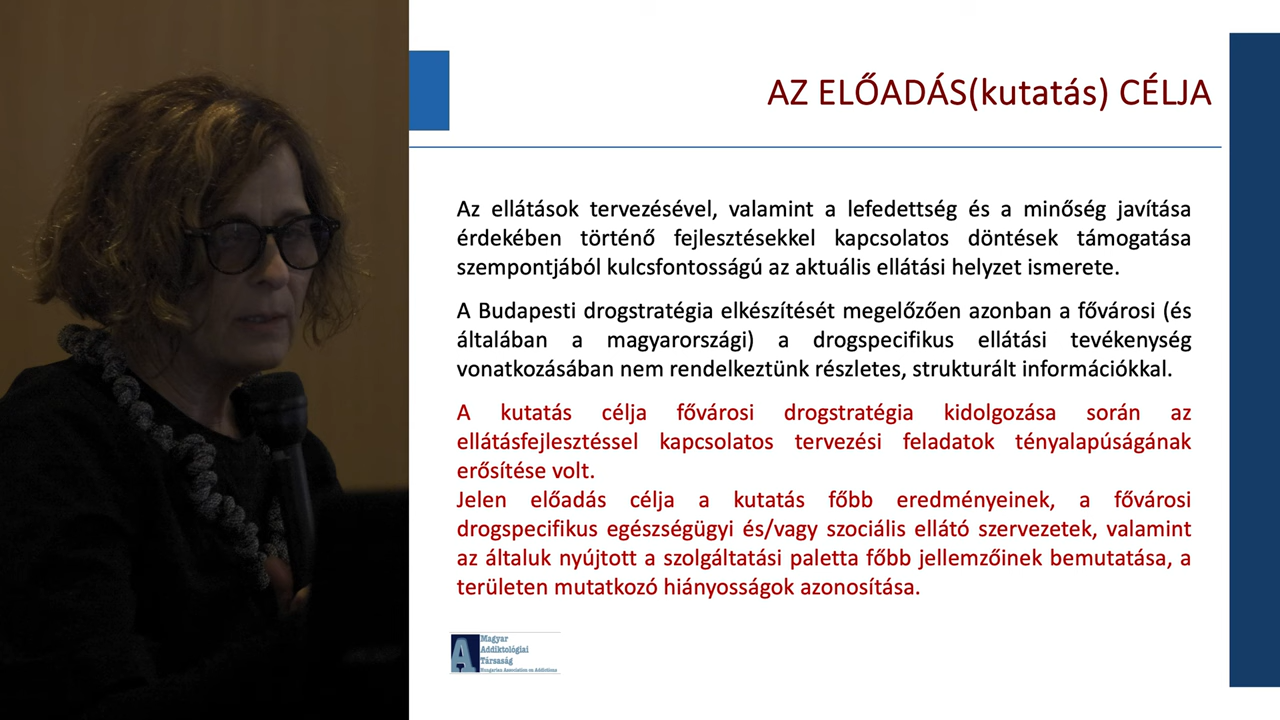 AZ ELŐADÁS(kutatás) CÉLJA
Az ellátások tervezésével, valamint a lefedettség és a minőség javítása
érdekében történő fejlesztésekkel kapcsolatos döntések támogatása
szempontjából kulcsfontosságú az aktuális ellátási helyzet ismerete.
A Budapesti drogstratégia elkészítését megelőzően azonban a fővárosi (és
általában a magyarországi) a drogspecifikus ellátási tevékenység
vonatkozásában nem rendelkeztünk részletes, strukturált információkkal.
A kutatás célja fővárosi drogstratégia kidolgozása során az
ellátásfejlesztéssel kapcsolatos tervezési feladatok tényalapúságának
erősítése volt.
Jelen előadás célja a kutatás főbb eredményeinek, a fővárosi
drogspecifikus egészségügyi és/vagy szociális ellátó szervezetek, valamint
az általuk nyújtott a szolgáltatási paletta főbb jellemzőinek bemutatása, a
területen mutatkozó hiányosságok azonosítása.
A
Magyar
Addiktológiai
Társaság
Hungarian Association on Addictions